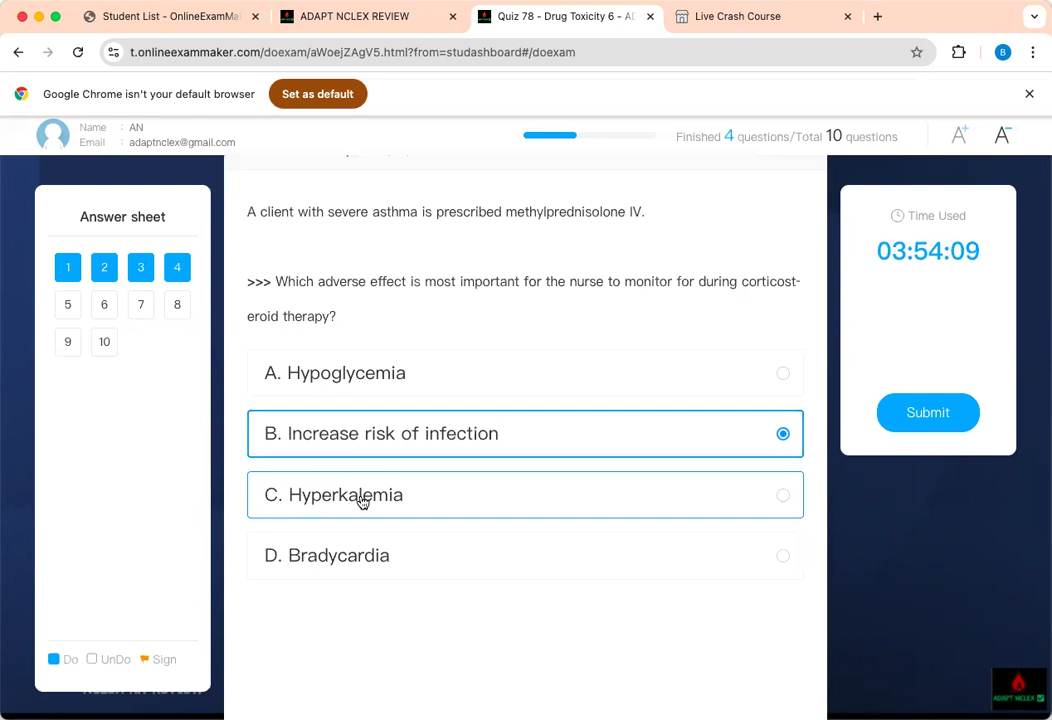 Student List - OnlineExamMa
ADAPT NCLEX REVIEW
Quiz 78 - Drug Toxicity 6 - AD
Live Crash Course
t.onlineexammaker.com/doexam/aWoejZAgV5.html?from=studashboard#/doexam
B
Google Chrome isn't your default browser
Set as default
Name : AN
Email : adaptnclex@gmail.com
Finished 4 questions/Total 10 questions
A+
A-
Answer sheet
1 2 3 4
5 6 7 8
9 10
Do UnDo Sign
A client with severe asthma is prescribed methylprednisolone IV.
>>> Which adverse effect is most important for the nurse to monitor for during corticost-
eroid therapy?
A. Hypoglycemia
B. Increase risk of infection
C. Hyperkalemia
D. Bradycardia
Time Used
03:54:09
Submit
ADAPT NCLEX